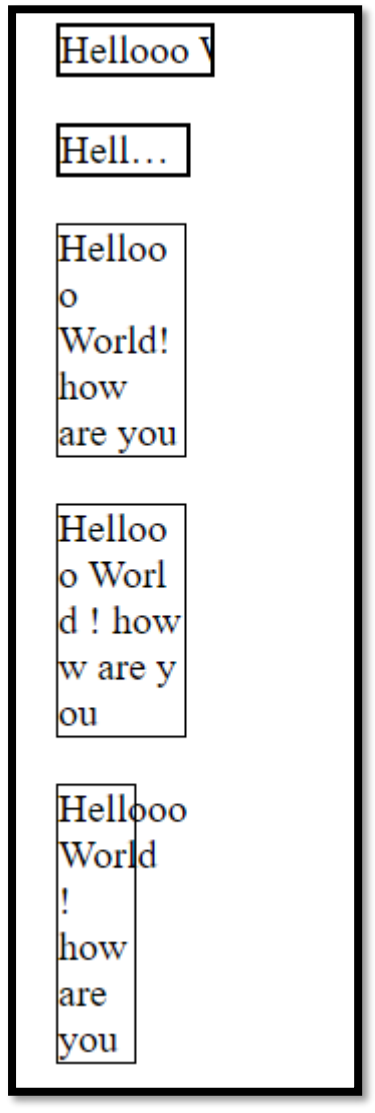 Hellooo
Hell…
Helloo
o
World!
how
are you
Helloo
o Worl
d ! how
w are y
ou
Hellooo
World
!
how
are
you